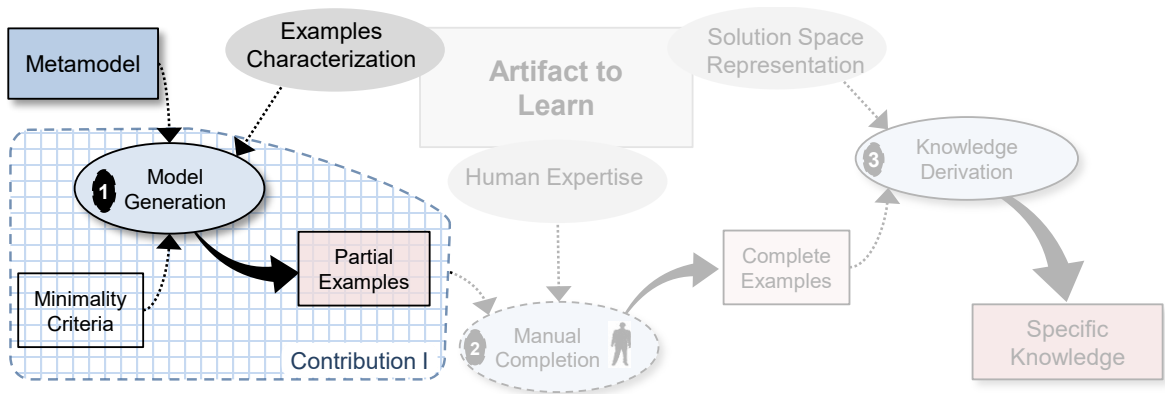 Metamodel
Examples
Characterization
Artifact to
Learn
Solution Space
Representation
1
Model
Generation
Human Expertise
3
Knowledge
Derivation
Minimality
Criteria
Partial
Examples
Contribution I
2
Manual
Completion
Complete
Examples
Specific
Knowledge